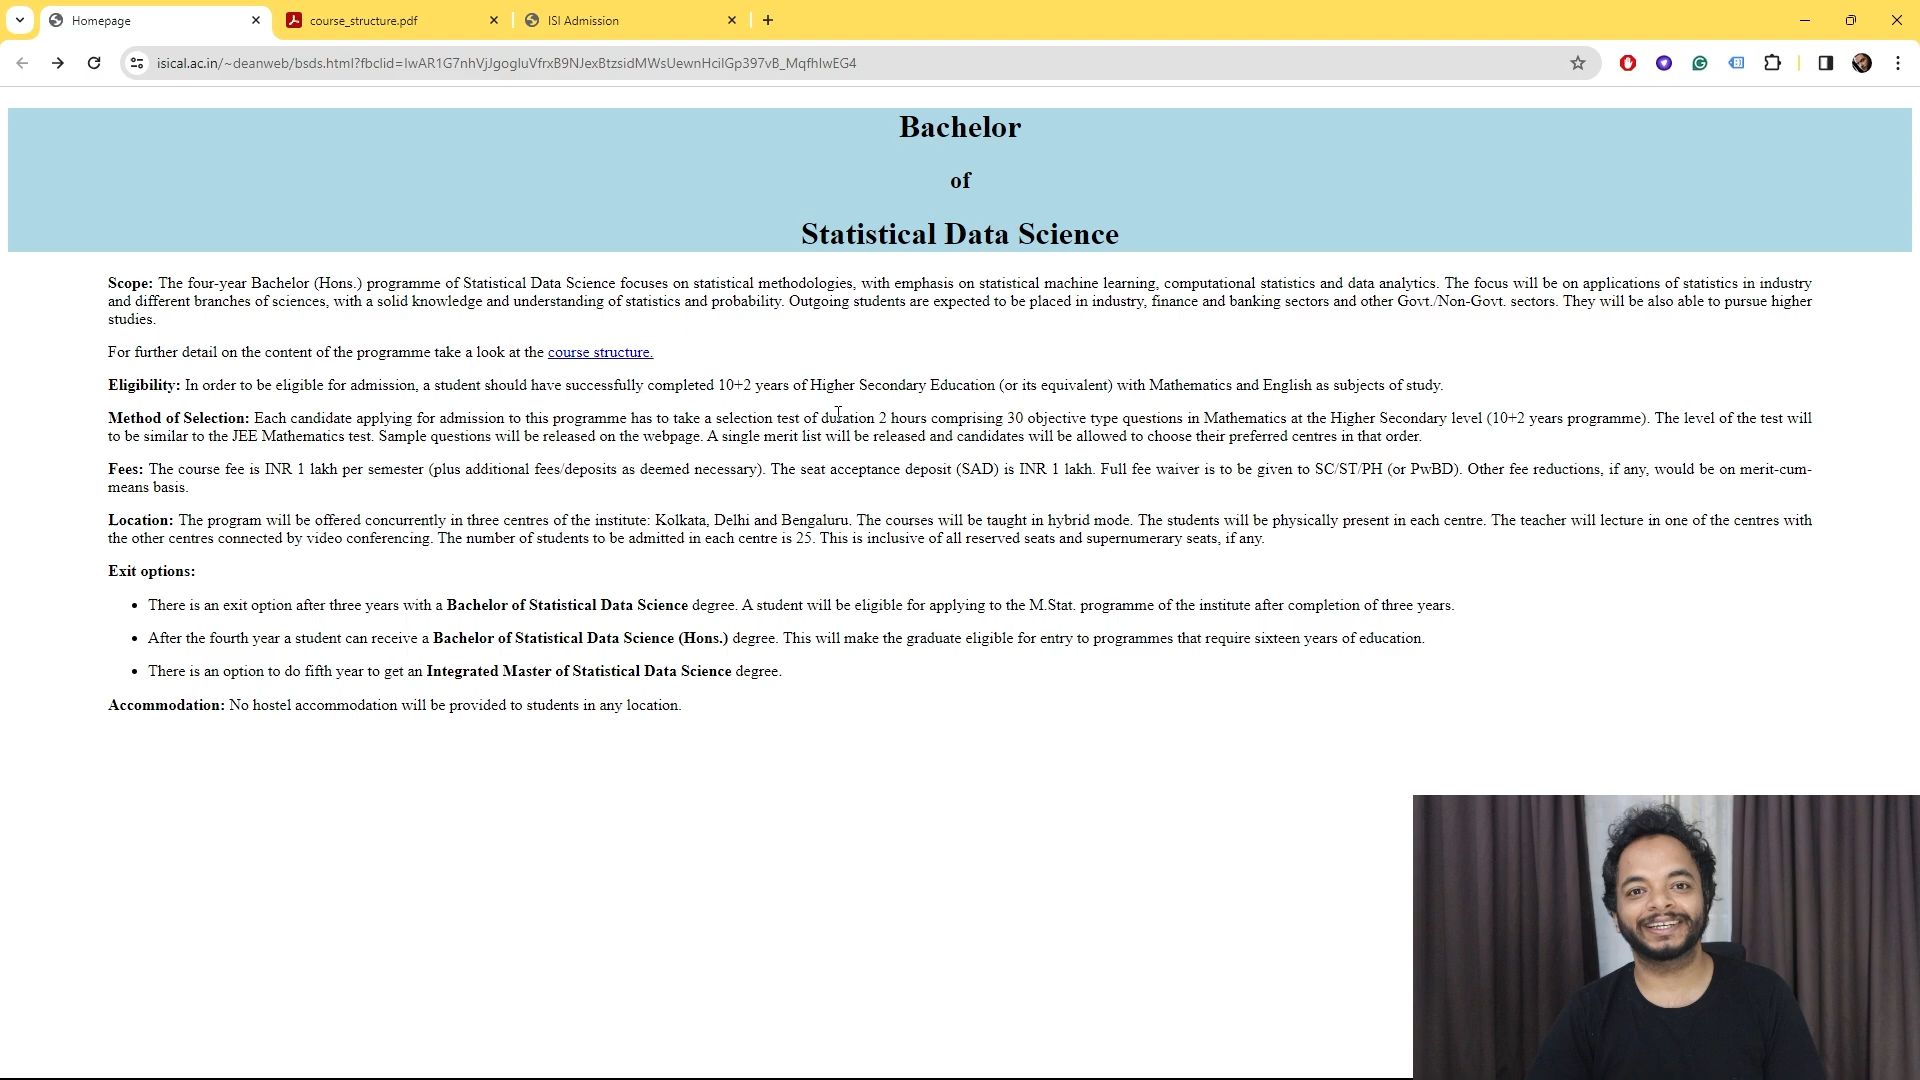 Homepage
course_structure.pdf
ISI Admission
isical.ac.in/~deanweb/bsds.html?fbclid=IwAR1G7nhVjJgogluVfrxB9NJexBtzsidMWsUewnHcilGp397vB_MqfhlwEG4
Bachelor
of
Statistical Data Science
Scope: The four-year Bachelor (Hons.) programme of Statistical Data Science focuses on statistical methodologies, with emphasis on statistical machine learning, computational statistics and data analytics. The focus will be on applications of statistics in industry
and different branches of sciences, with a solid knowledge and understanding of statistics and probability. Outgoing students are expected to be placed in industry, finance and banking sectors and other Govt./Non-Govt. sectors. They will be also able to pursue higher
studies.
For further detail on the content of the programme take a look at the course structure.
Eligibility: In order to be eligible for admission, a student should have successfully completed 10+2 years of Higher Secondary Education (or its equivalent) with Mathematics and English as subjects of study.
Method of Selection: Each candidate applying for admission to this programme has to take a selection test of duration 2 hours comprising 30 objective type questions in Mathematics at the Higher Secondary level (10+2 years programme). The level of the test will
to be similar to the JEE Mathematics test. Sample questions will be released on the webpage. A single merit list will be released and candidates will be allowed to choose their preferred centres in that order.
Fees: The course fee is INR 1 lakh per semester (plus additional fees/deposits as deemed necessary). The seat acceptance deposit (SAD) is INR 1 lakh. Full fee waiver is to be given to SC/ST/PH (or PwBD). Other fee reductions, if any, would be on merit-cum-
means basis.
Location: The program will be offered concurrently in three centres of the institute: Kolkata, Delhi and Bengaluru. The courses will be taught in hybrid mode. The students will be physically present in each centre. The teacher will lecture in one of the centres with
the other centres connected by video conferencing. The number of students to be admitted in each centre is 25. This is inclusive of all reserved seats and supernumerary seats, if any.
Exit options:
There is an exit option after three years with a Bachelor of Statistical Data Science degree. A student will be eligible for applying to the M.Stat. programme of the institute after completion of three years.
After the fourth year a student can receive a Bachelor of Statistical Data Science (Hons.) degree. This will make the graduate eligible for entry to programmes that require sixteen years of education.
There is an option to do fifth year to get an Integrated Master of Statistical Data Science degree.
Accommodation: No hostel accommodation will be provided to students in any location.